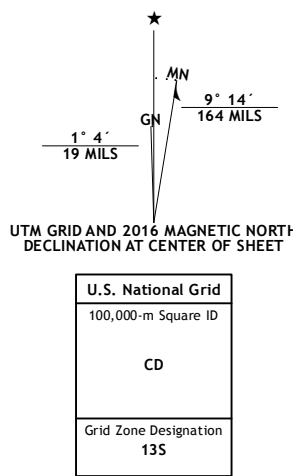 MN
GN
9° 14´
164 MILS
1° 4´
19 MILS
UTM GRID AND 2016 MAGNETIC NORTH
DECLINATION AT CENTER OF SHEET
U.S. National Grid
100,000-m Square ID
CD
Grid Zone Designation
13S